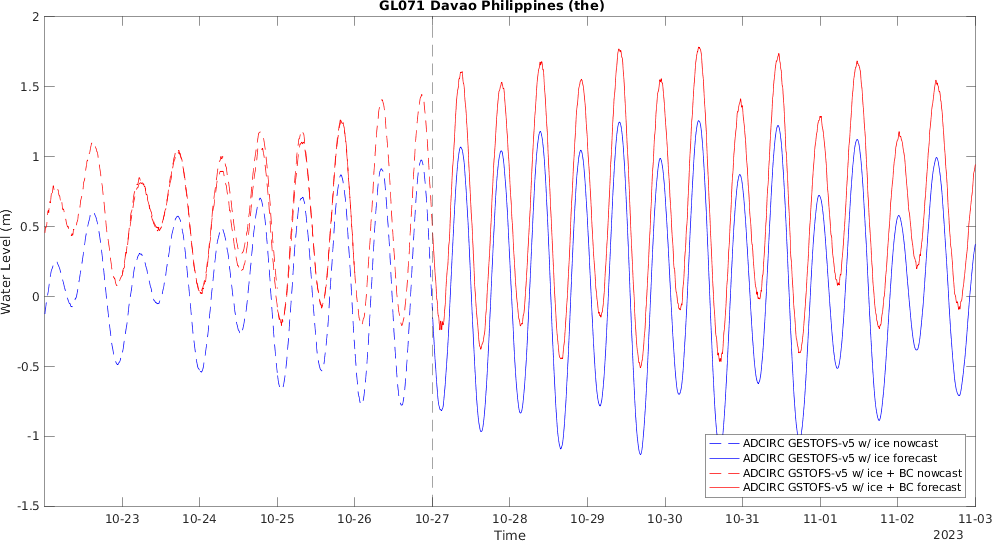 GL071 Davao Philippines (the)
2
1.5
1
0.5
0
-0.5
-1
-1.5
Water Level (m)
ADCIRC GESTOFS-v5 w/ ice nowcast
ADCIRC GESTOFS-v5 w/ ice forecast
ADCIRC GSTOFS-v5 w/ ice + BC nowcast
ADCIRC GSTOFS-v5 w/ ice + BC forecast
10-23 10-24 10-25 10-26 10-27 10-28 10-29 10-30 10-31 11-01 11-02 11-03
Time
2023